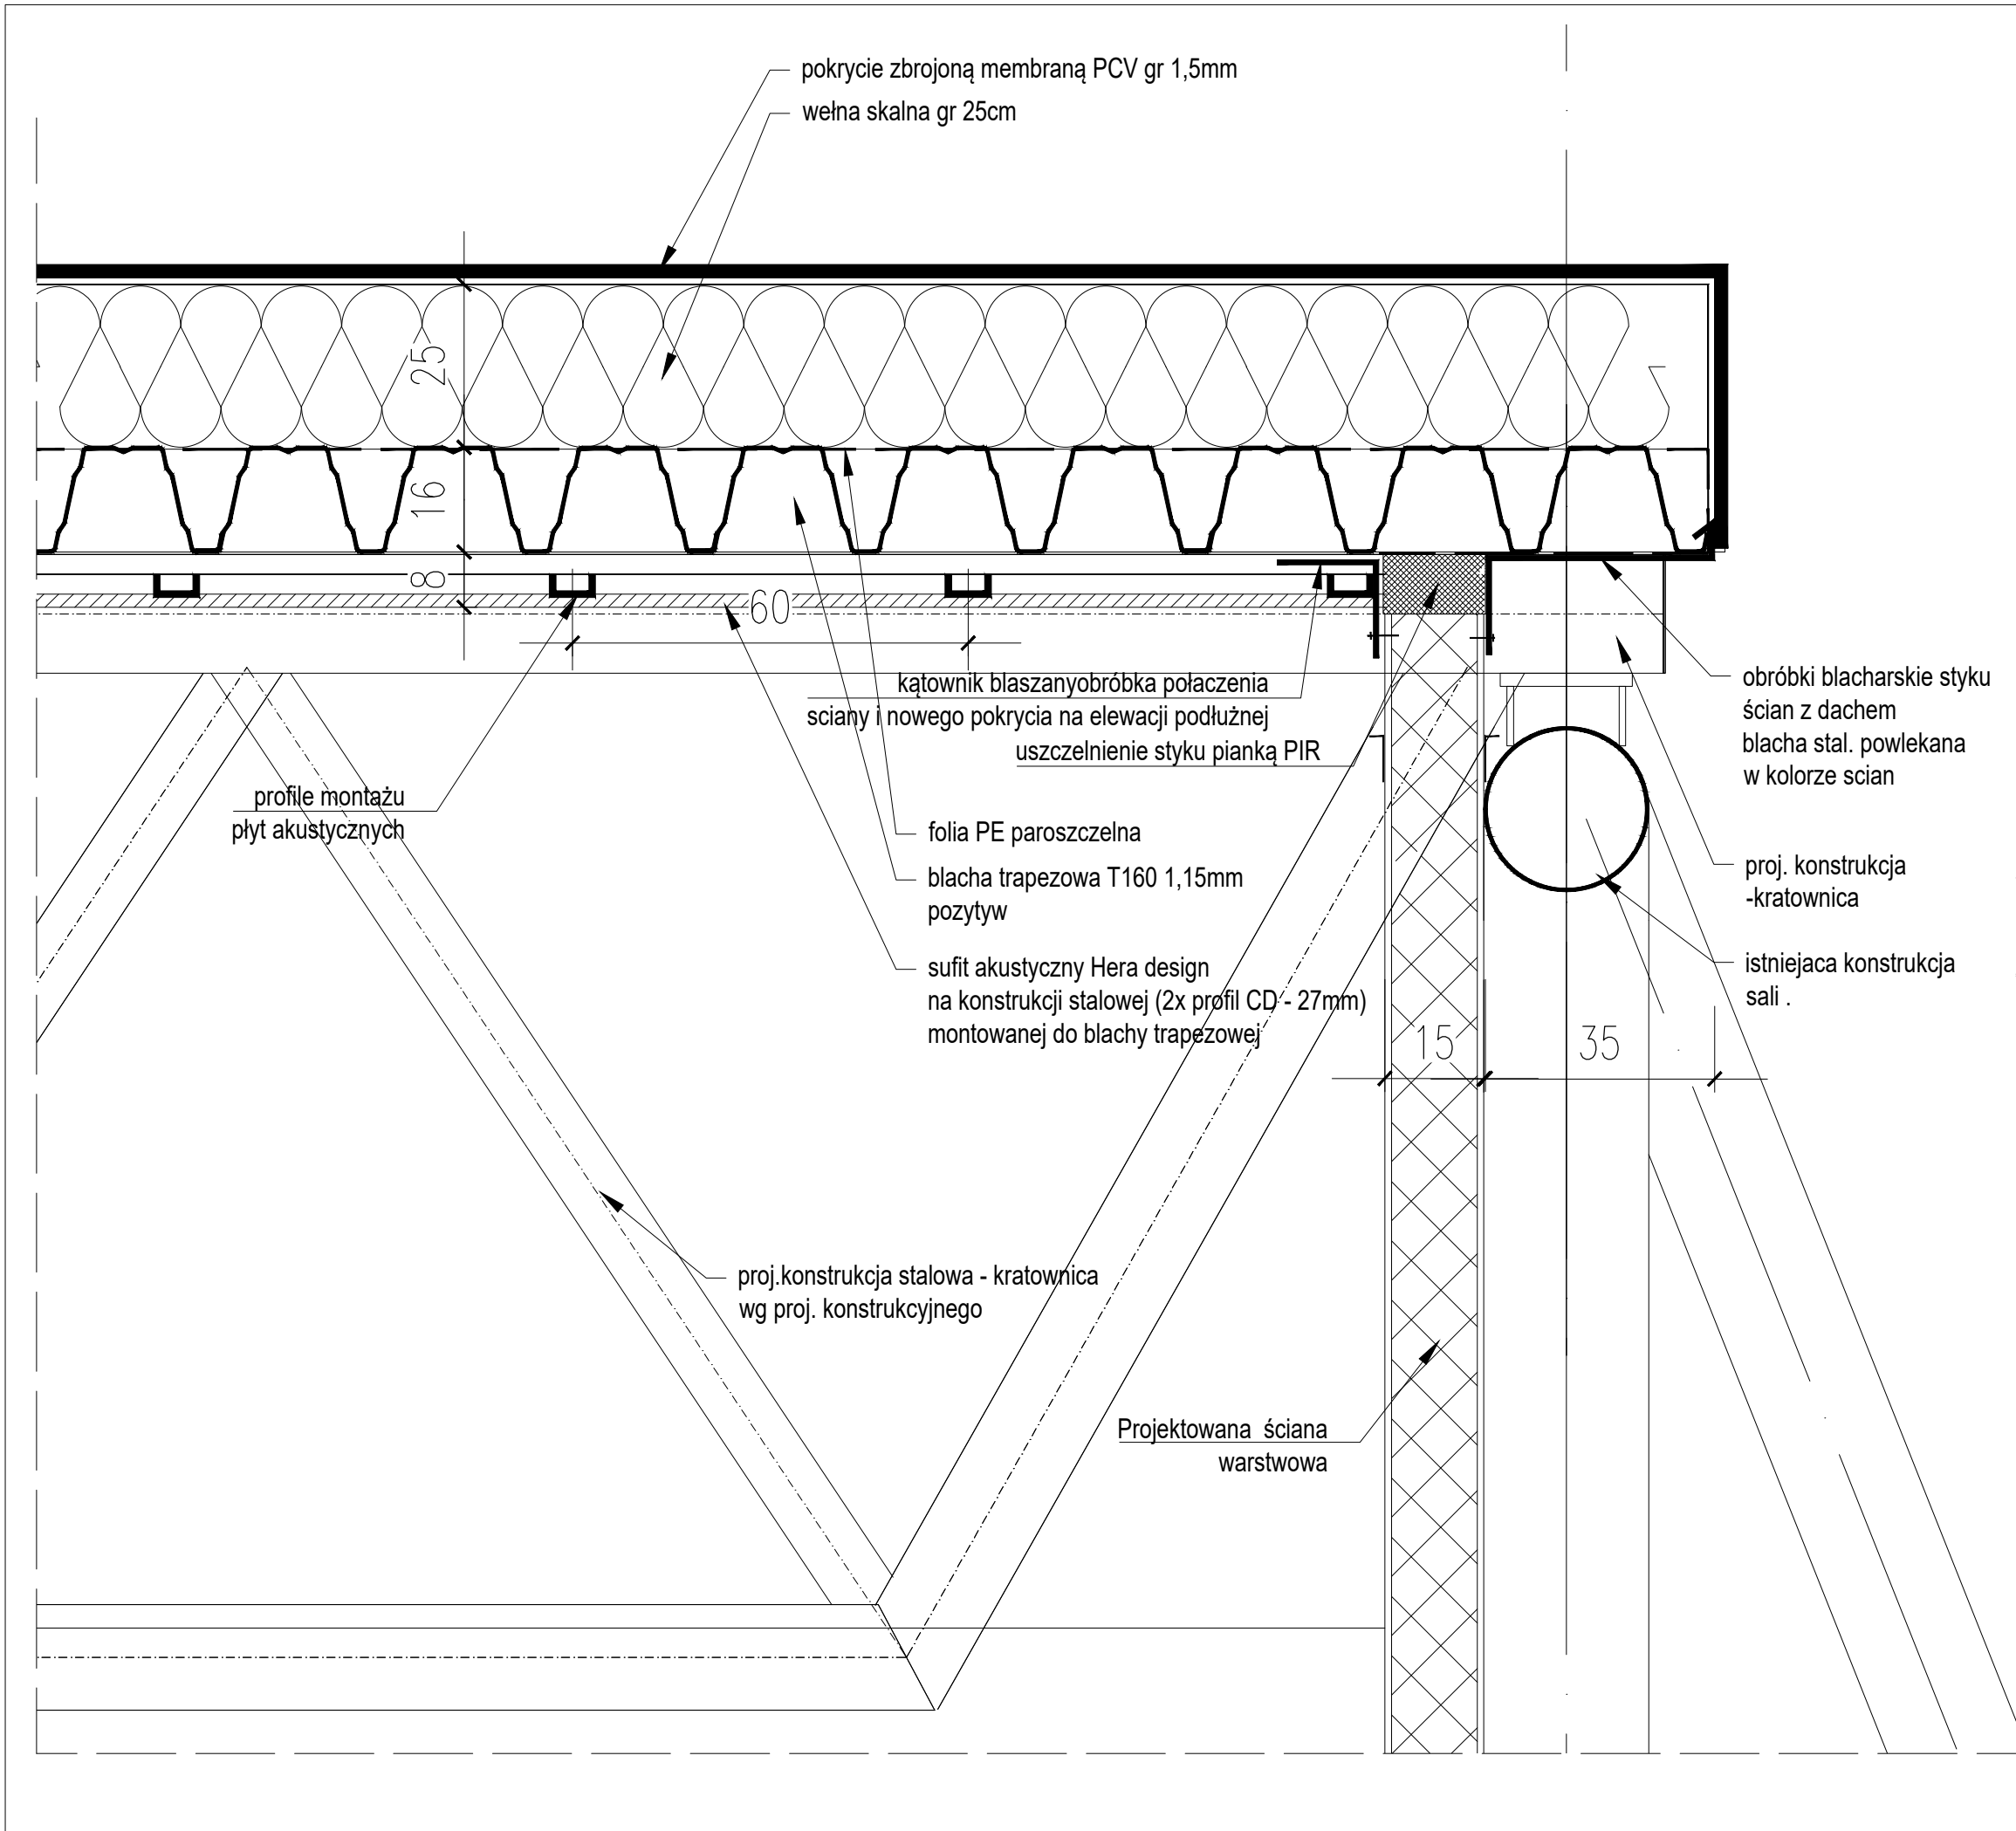 pokrycie zbrojoną membraną PCV gr 1,5mm
wełna skalna gr 25cm
25
16
8
60
kątownik blaszanyobróbka połaczenia
sciany i nowego pokrycia na elewacji podłużnej
uszczelnienie styku pianką PIR
obróbki blacharskie styku
ścian z dachem
blacha stal. powlekana
w kolorze scian
profile montażu
płyt akustycznych
folia PE paroszczelna
blacha trapezowa T160 1,15mm
pozytyw
proj. konstrukcja
-kratownica
sufit akustyczny Hera design
na konstrukcji stalowej (2x profil CD - 27mm)
montowanej do blachy trapezowej
istniejaca konstrukcja
sali .
15
35
proj.konstrukcja stalowa - kratownica
wg proj. konstrukcyjnego
Projektowana ściana
warstwowa